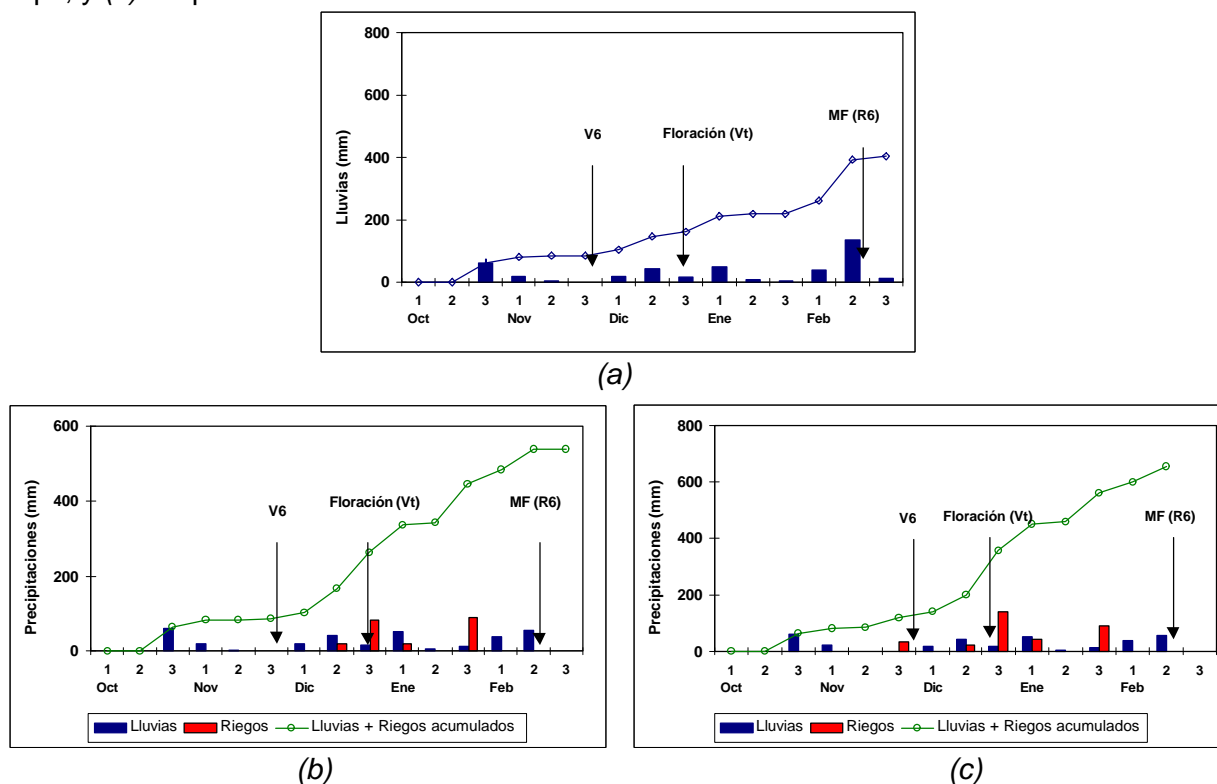 800
600
400
200
0
Lluvias (mm)
V6
Floración (Vt)
MF (R6)
1 2 3 1 2 3 1 2 3 1 2 3 1 2 3
Oct Nov Dic Ene Feb
(a)
600
400
200
0
Precipitaciones (mm)
V6
Floración (Vt)
MF (R6)
1 2 3 1 2 3 1 2 3 1 2 3 1 2 3
Oct Nov Dic Ene Feb
Lluvias Riegos Lluvias + Riegos acumulados
(b)
800
600
400
200
0
Precipitaciones (mm)
V6
Floración (Vt)
MF (R6)
1 2 3 1 2 3 1 2 3 1 2 3 1 2 3
Oct Nov Dic Ene Feb
Lluvias Riegos Lluvias + Riegos acumulados
(c)